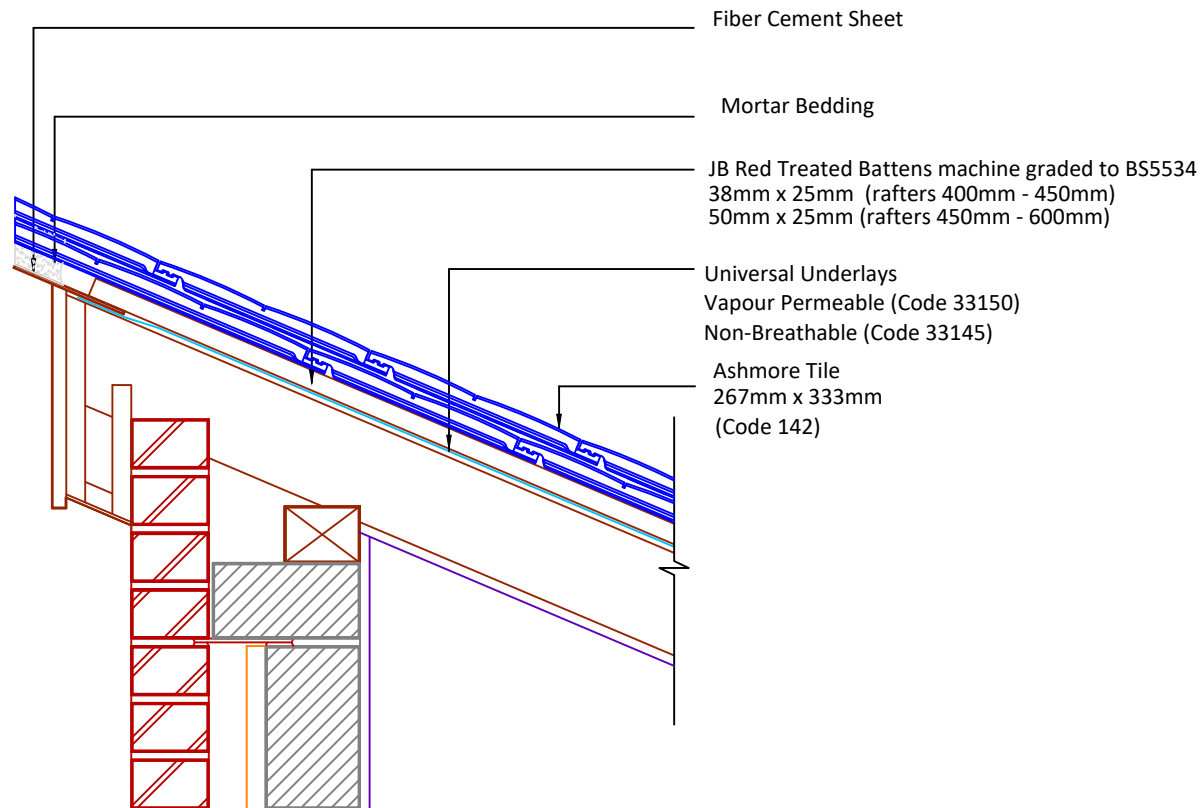 Fiber Cement Sheet
Mortar Bedding
JB Red Treated Battens machine graded to BS5534
38mm x 25mm (rafters 400mm - 450mm)
50mm x 25mm (rafters 450mm - 600mm)
Universal Underlays
Vapour Permeable (Code 33150)
Non-Breathable (Code 33145)
Ashmore Tile
267mm x 333mm
(Code 142)